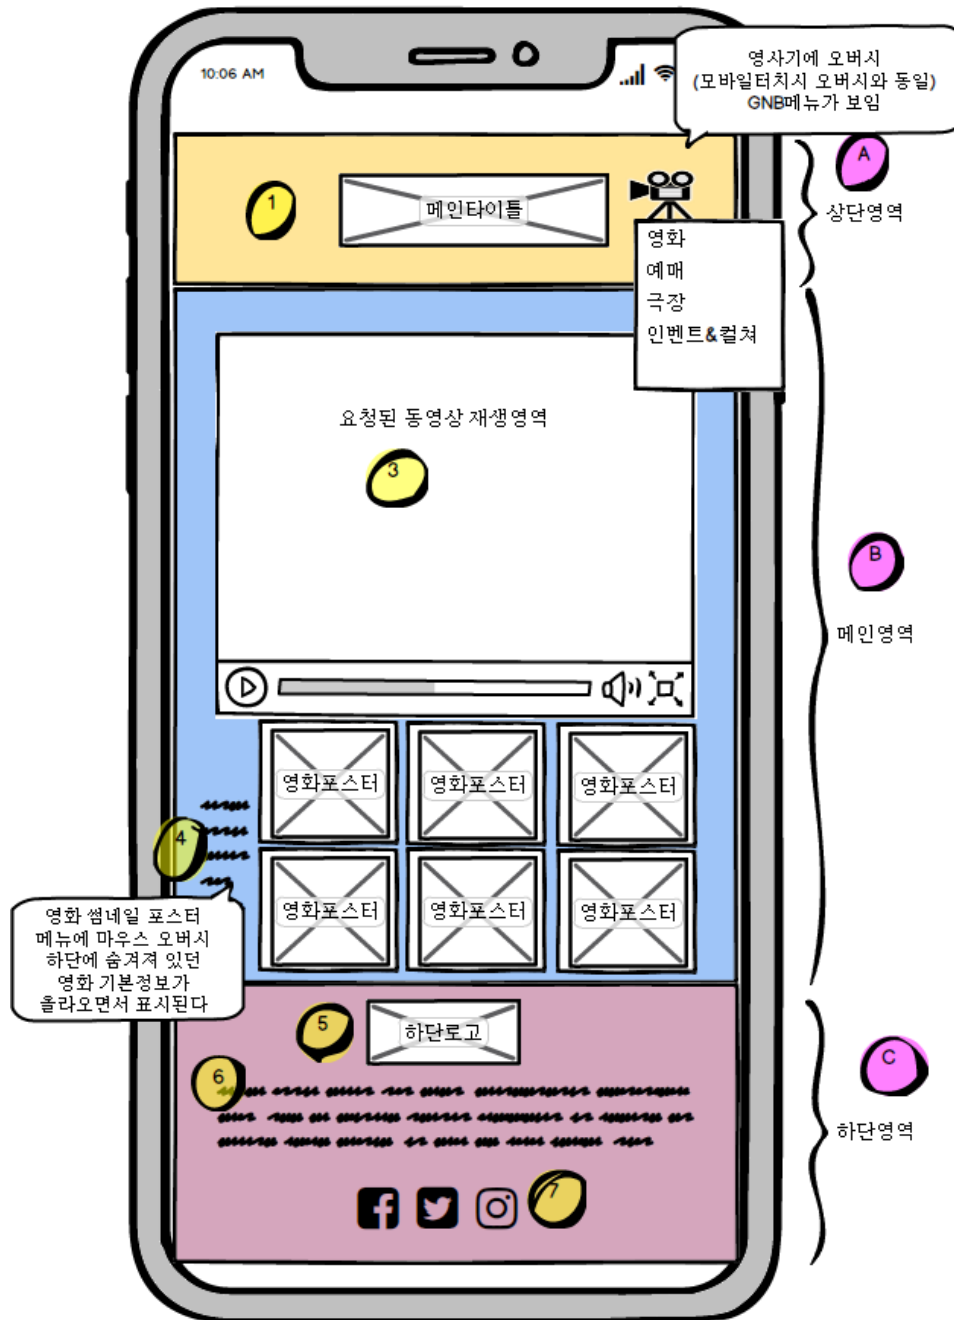 10:06 AM
영사기에 오버시
(모바일터치시 오버시와 동일)
GNB메뉴가 보임
A
상단영역
1
메인타이틀
영화
예매
극장
인벤트&컬쳐
요청된 동영상 재생영역
3
B
메인영역
영화포스터
영화포스터
영화포스터
4
영화포스터
영화포스터
영화포스터
영화 썸네일 포스터
메뉴에 마우스 오버시
하단에 숨겨져 있던
영화 기본정보가
올라오면서 표시된다
5
하단로고
6
C
하단영역
7